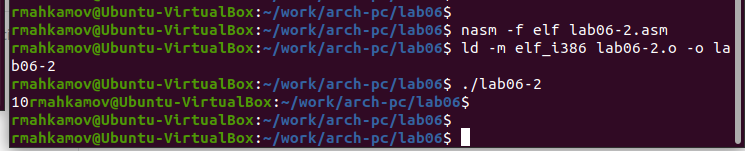 rmahkamov@Ubuntu-VirtualBox:~/work/arch-pc/lab06$
rmahkamov@Ubuntu-VirtualBox:~/work/arch-pc/lab06$ nasm -f elf lab06-2.asm
rmahkamov@Ubuntu-VirtualBox:~/work/arch-pc/lab06$ ld -m elf_i386 lab06-2.o -o la
b06-2
rmahkamov@Ubuntu-VirtualBox:~/work/arch-pc/lab06$ ./lab06-2
10rmahkamov@Ubuntu-VirtualBox:~/work/arch-pc/lab06$
rmahkamov@Ubuntu-VirtualBox:~/work/arch-pc/lab06$
rmahkamov@Ubuntu-VirtualBox:~/work/arch-pc/lab06$